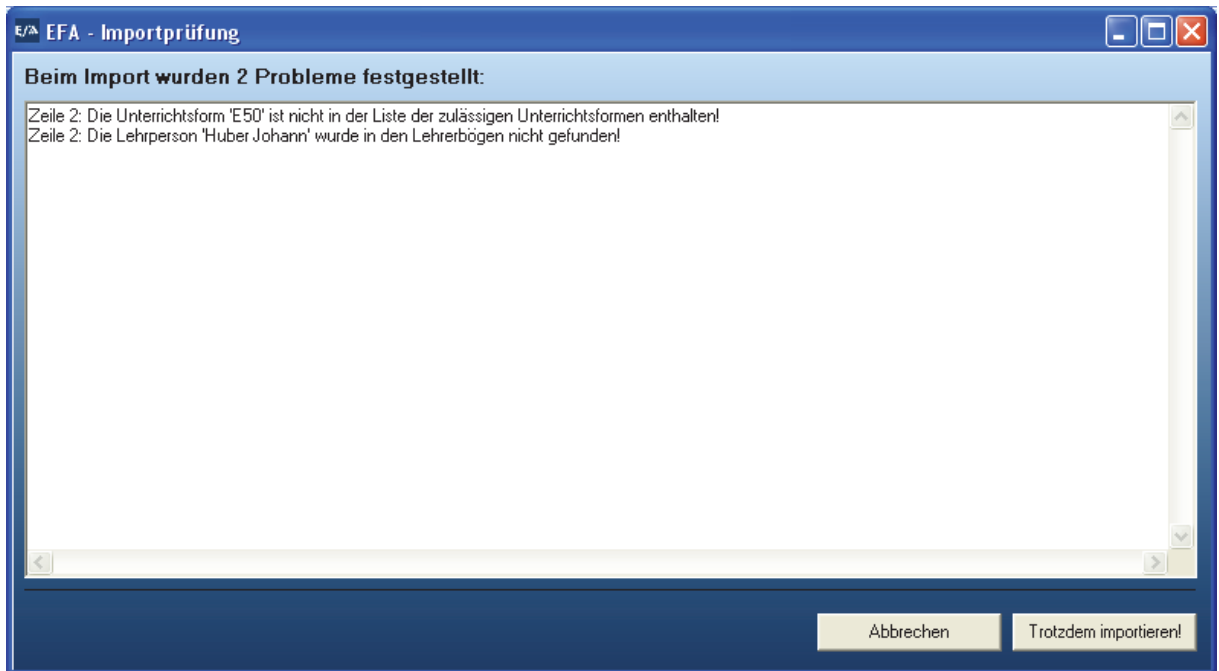 E/A EFA - Importprüfung
Beim Import wurden 2 Probleme festgestellt:
Zeile 2: Die Unterrichtsform 'E50' ist nicht in der Liste der zulässigen Unterrichtsformen enthalten!
Zeile 2: Die Lehrperson 'Huber Johann' wurde in den Lehrerbögen nicht gefunden!
Abbrechen Trotzdem importieren!